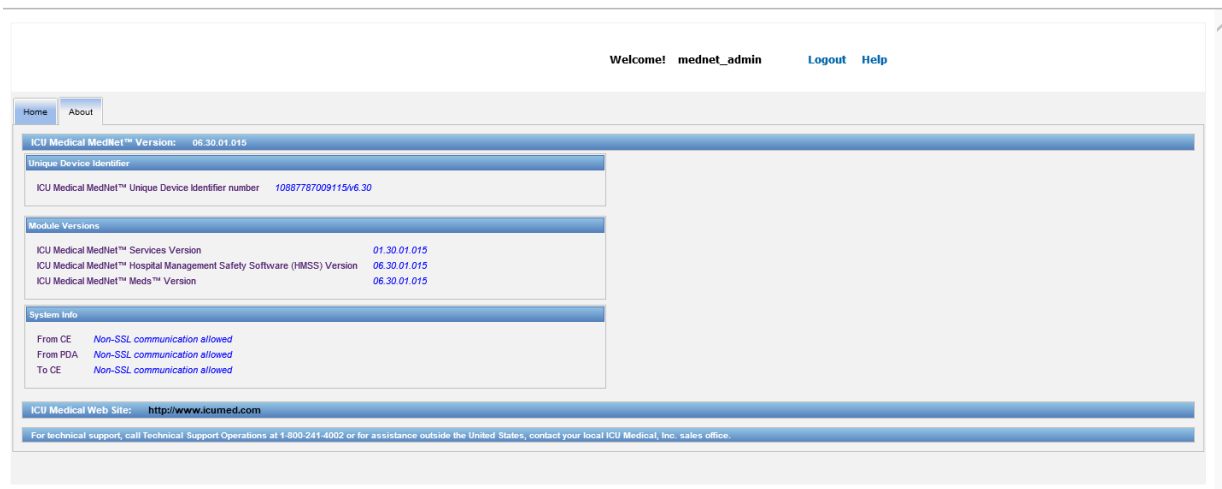 Welcome! mednet_admin Logout Help
Home About
ICU Medical MedNet™ Version: 06.30.01.015
Unique Device Identifier
ICU Medical MedNet™ Unique Device Identifier number 10887787009115/v6.30
Module Versions
ICU Medical MedNet™ Services Version 01.30.01.015
ICU Medical MedNet™ Hospital Management Safety Software (HMSS) Version 06.30.01.015
ICU Medical MedNet™ Meds™ Version 06.30.01.015
System Info
From CE Non-SSL communication allowed
From PDA Non-SSL communication allowed
To CE Non-SSL communication allowed
ICU Medical Web Site: http://www.icumed.com
For technical support, call Technical Support Operations at 1-800-241-4002 or for assistance outside the United States, contact your local ICU Medical, Inc. sales office.